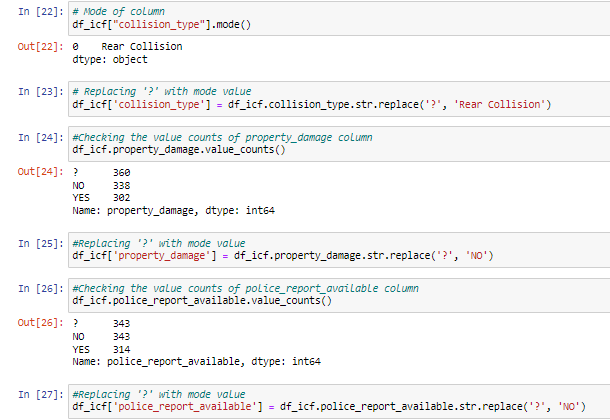 In [22]: # Mode of column
df_icf["collision_type"].mode()
Out[22]: 0    Rear Collision
dtype: object
In [23]: # Replacing '?' with mode value
df_icf['collision_type'] = df_icf.collision_type.str.replace('?', 'Rear Collision')
In [24]: #Checking the value counts of property_damage column
df_icf.property_damage.value_counts()
Out[24]: ?      360
NO     338
YES    302
Name: property_damage, dtype: int64
In [25]: #Replacing '?' with mode value
df_icf['property_damage'] = df_icf.property_damage.str.replace('?', 'NO')
In [26]: #Checking the value counts of police_report_available column
df_icf.police_report_available.value_counts()
Out[26]: ?      343
NO     343
YES    314
Name: police_report_available, dtype: int64
In [27]: #Replacing '?' with mode value
df_icf['police_report_available'] = df_icf.police_report_available.str.replace('?', 'NO')